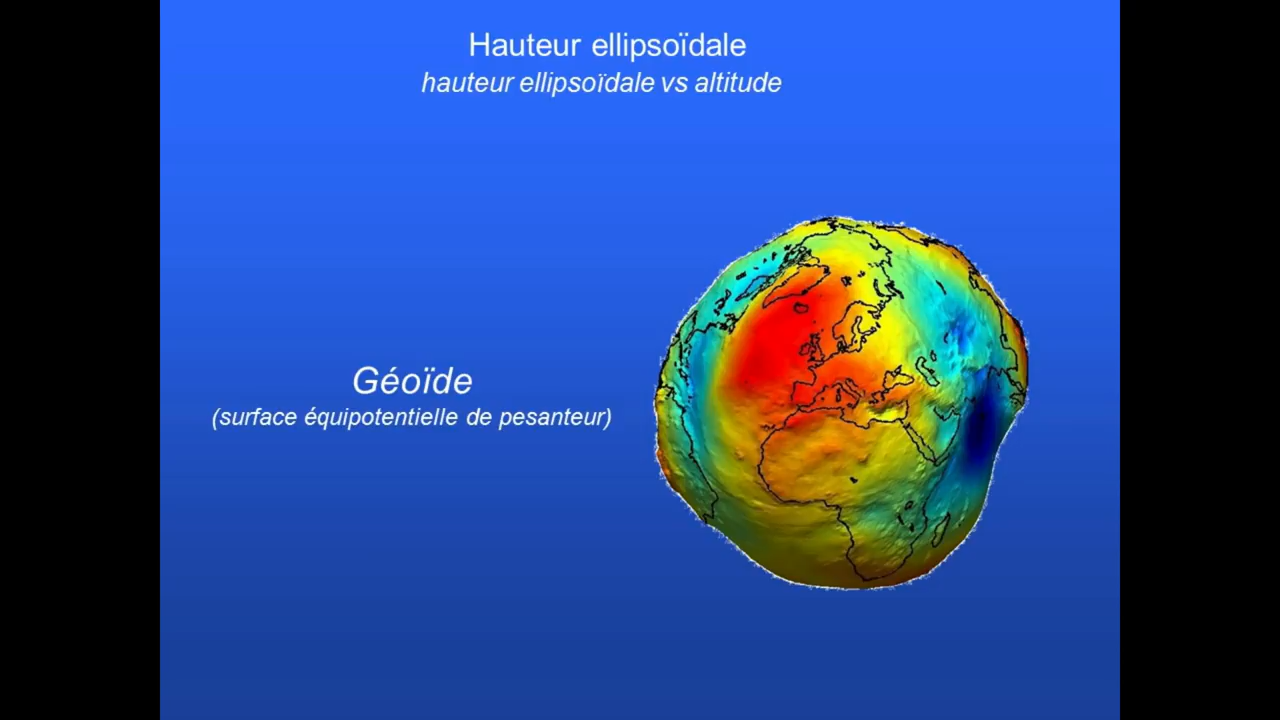 Hauteur ellipsoïdale
hauteur ellipsoïdale vs altitude
Géoïde
(surface équipotentielle de pesanteur)